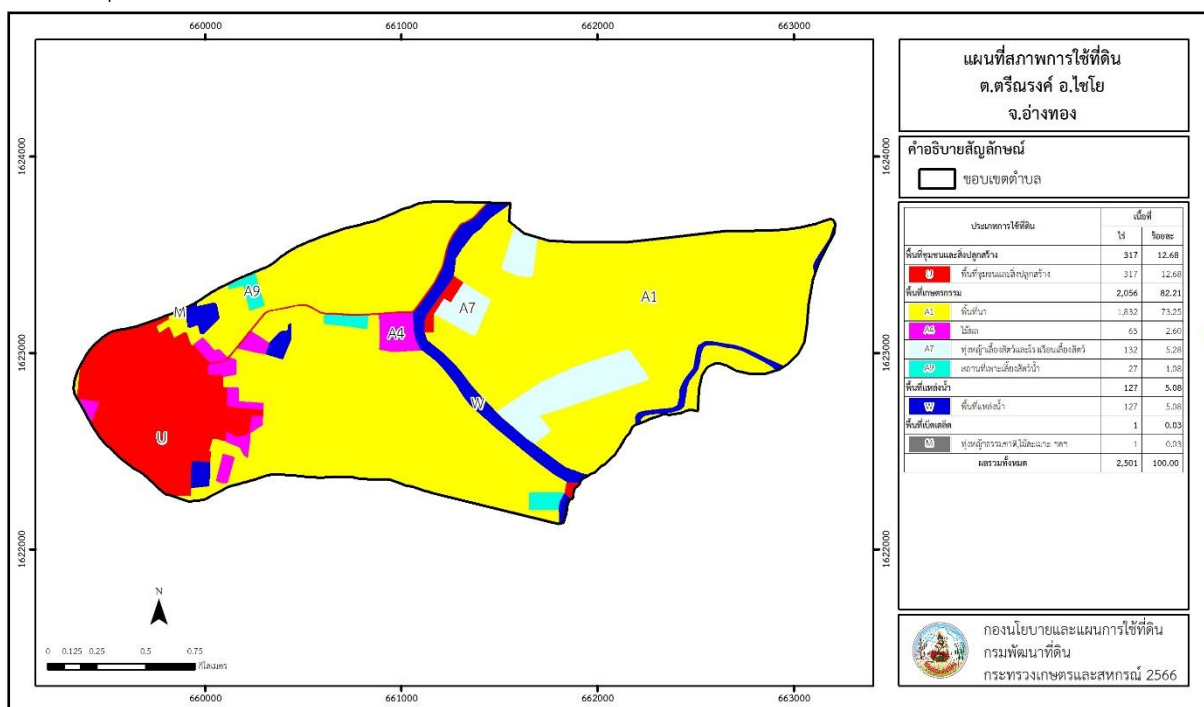 660000 661000 662000 663000
1624000 1624000
1623000 1623000
1622000 1622000
A9
M
A7
A1
A4
W
U
N
0 0.125 0.25 0.5 0.75
กิโลเมตร
660000 661000 662000 663000
แผนที่สภาพการใช้ที่ดิน
ต.ตรีณรงค์ อ.ไชโย
จ.อ่างทอง
คำอธิบายสัญลักษณ์
ขอบเขตตำบล
ประเภทการใช้ที่ดิน เนื้อที่
ไร่ ร้อยละ
พื้นที่ชุมชนและสิ่งปลูกสร้าง 317 12.68
U พื้นที่ชุมชนและสิ่งปลูกสร้าง 317 12.68
พื้นที่เกษตรกรรม 2,056 82.21
A1 พื้นที่นา 1,832 73.25
ไม้ผล 65 2.60
A7 ทุ่งหญ้าเลี้ยงสัตว์และโรงเรือนเลี้ยงสัตว์ 132 5.28
A9 สถานที่เพาะเลี้ยงสัตว์น้ำ 27 1.08
พื้นที่แหล่งน้ำ 127 5.08
W พื้นที่แหล่งน้ำ 127 5.08
พื้นที่เบ็ดเตล็ด 1 0.03
M ทุ่งหญ้าธรรมชาติ,ไม้ละเมาะ ฯลฯ 1 0.03
ผลรวมทั้งหมด 2,501 100.00
กองนโยบายและแผนการใช้ที่ดิน
กรมพัฒนาที่ดิน
กระทรวงเกษตรและสหกรณ์ 2566